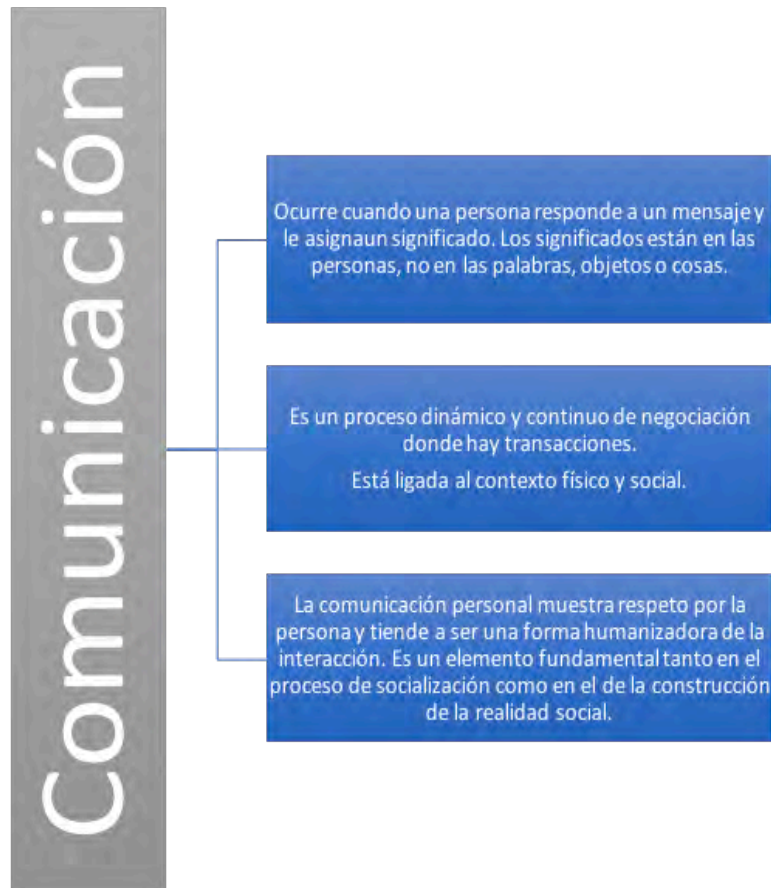 Comunicación
Ocurre cuando una persona responde a un mensaje y
le asignaun significado. Los significados están en las
personas, no en las palabras, objetos o cosas.
Es un proceso dinámico y continuo de negociación
donde hay transacciones.
Está ligada al contexto físico y social.
La comunicación personal muestra respeto por la
persona y tiende a ser una forma humanizadora de la
interacción. Es un elemento fundamental tanto en el
proceso de socialización como en el de la construcción
de la realidad social.